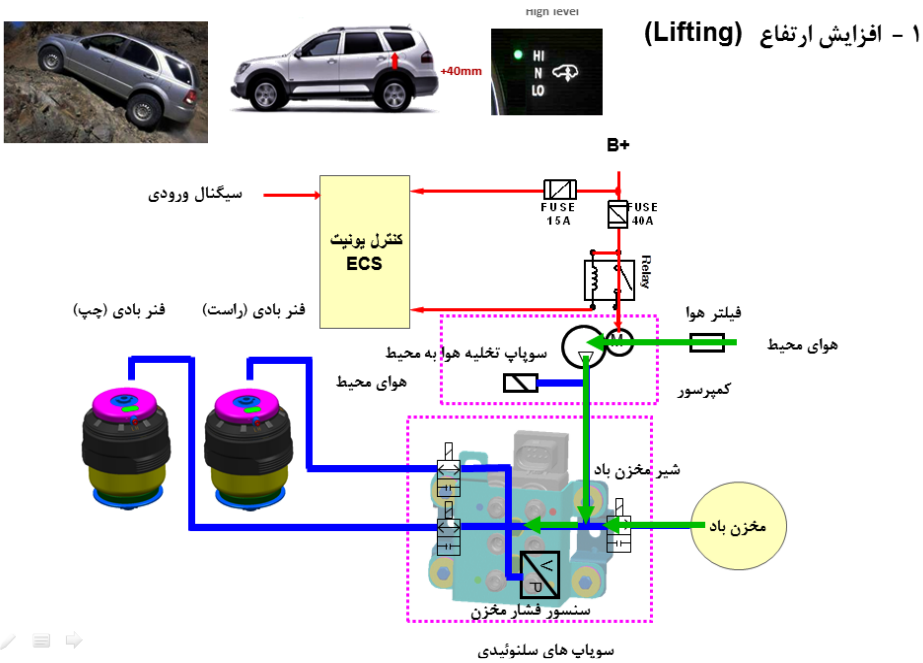 High level
۱ - افزایش ارتفاع (Lifting)
+40mm
HI
N
LO
B+
سیگنال ورودی
FUSE
15A
FUSE
40A
کنترل یونیت
ECS
Relay
فنر بادی (چپ)
فنر بادی (راست)
فیلتر هوا
M
سوپاپ تخلیه هوا به محیط
هوای محیط
هوای محیط
کمپرسور
شیر مخزن باد
مخزن باد
V
P
سنسور فشار مخزن
سوپاپ های سلنوئیدی